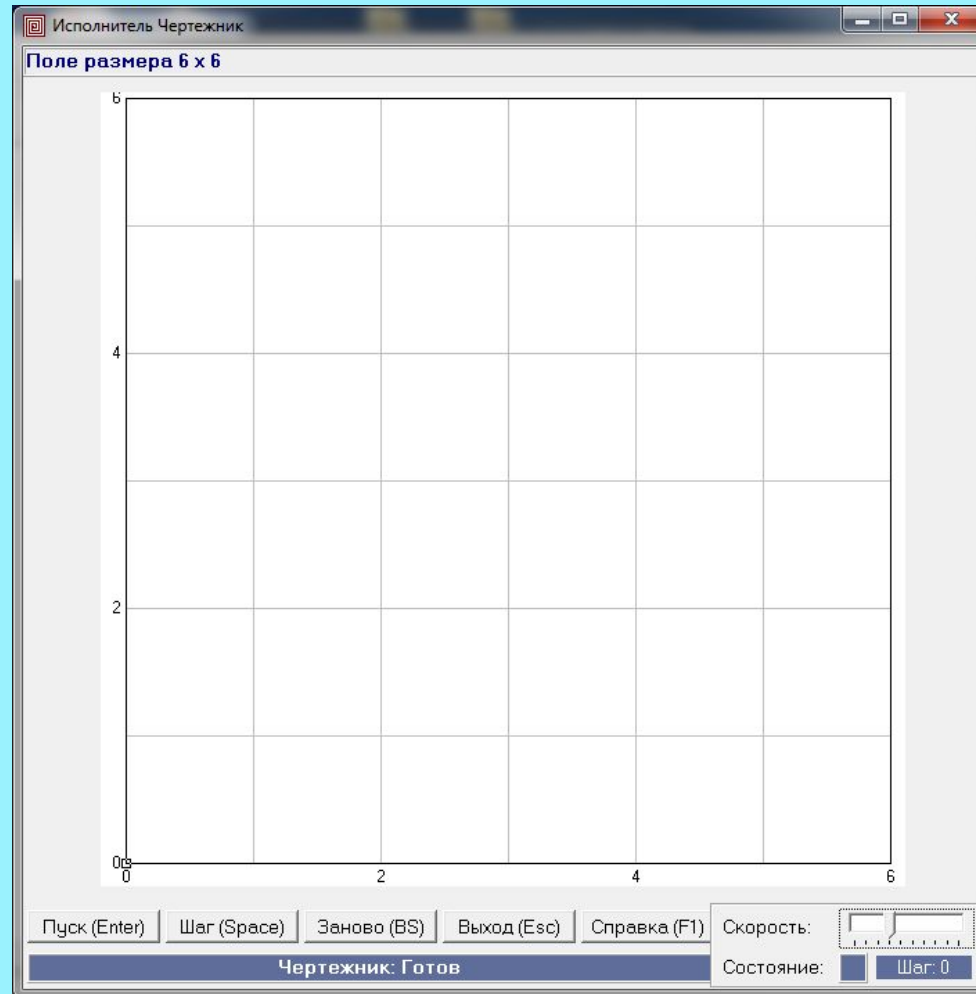 Исполнитель Чертежник
Поле размера 6 x 6
6
4
2
0
0 2 4 6
Пуск (Enter) Шаг (Space) Заново (BS) Выход (Esc) Справка (F1) Скорость:
Чертежник: Готов Состояние: Шаг: 0